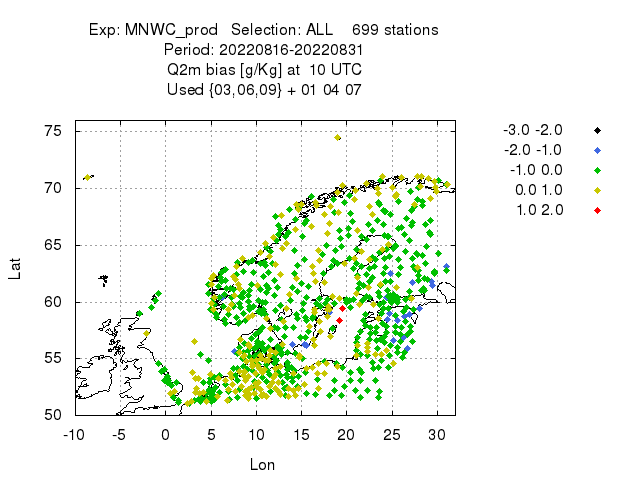 Exp: MNWC_prod Selection: ALL 699 stations
Period: 20220816-20220831
Q2m bias [g/Kg] at 10 UTC
Used {03,06,09} + 01 04 07
-3.0 -2.0
-2.0 -1.0
-1.0 0.0
0.0 1.0
1.0 2.0
75
70
65
60
55
50
Lat
-10 -5 0 5 10 15 20 25 30
Lon